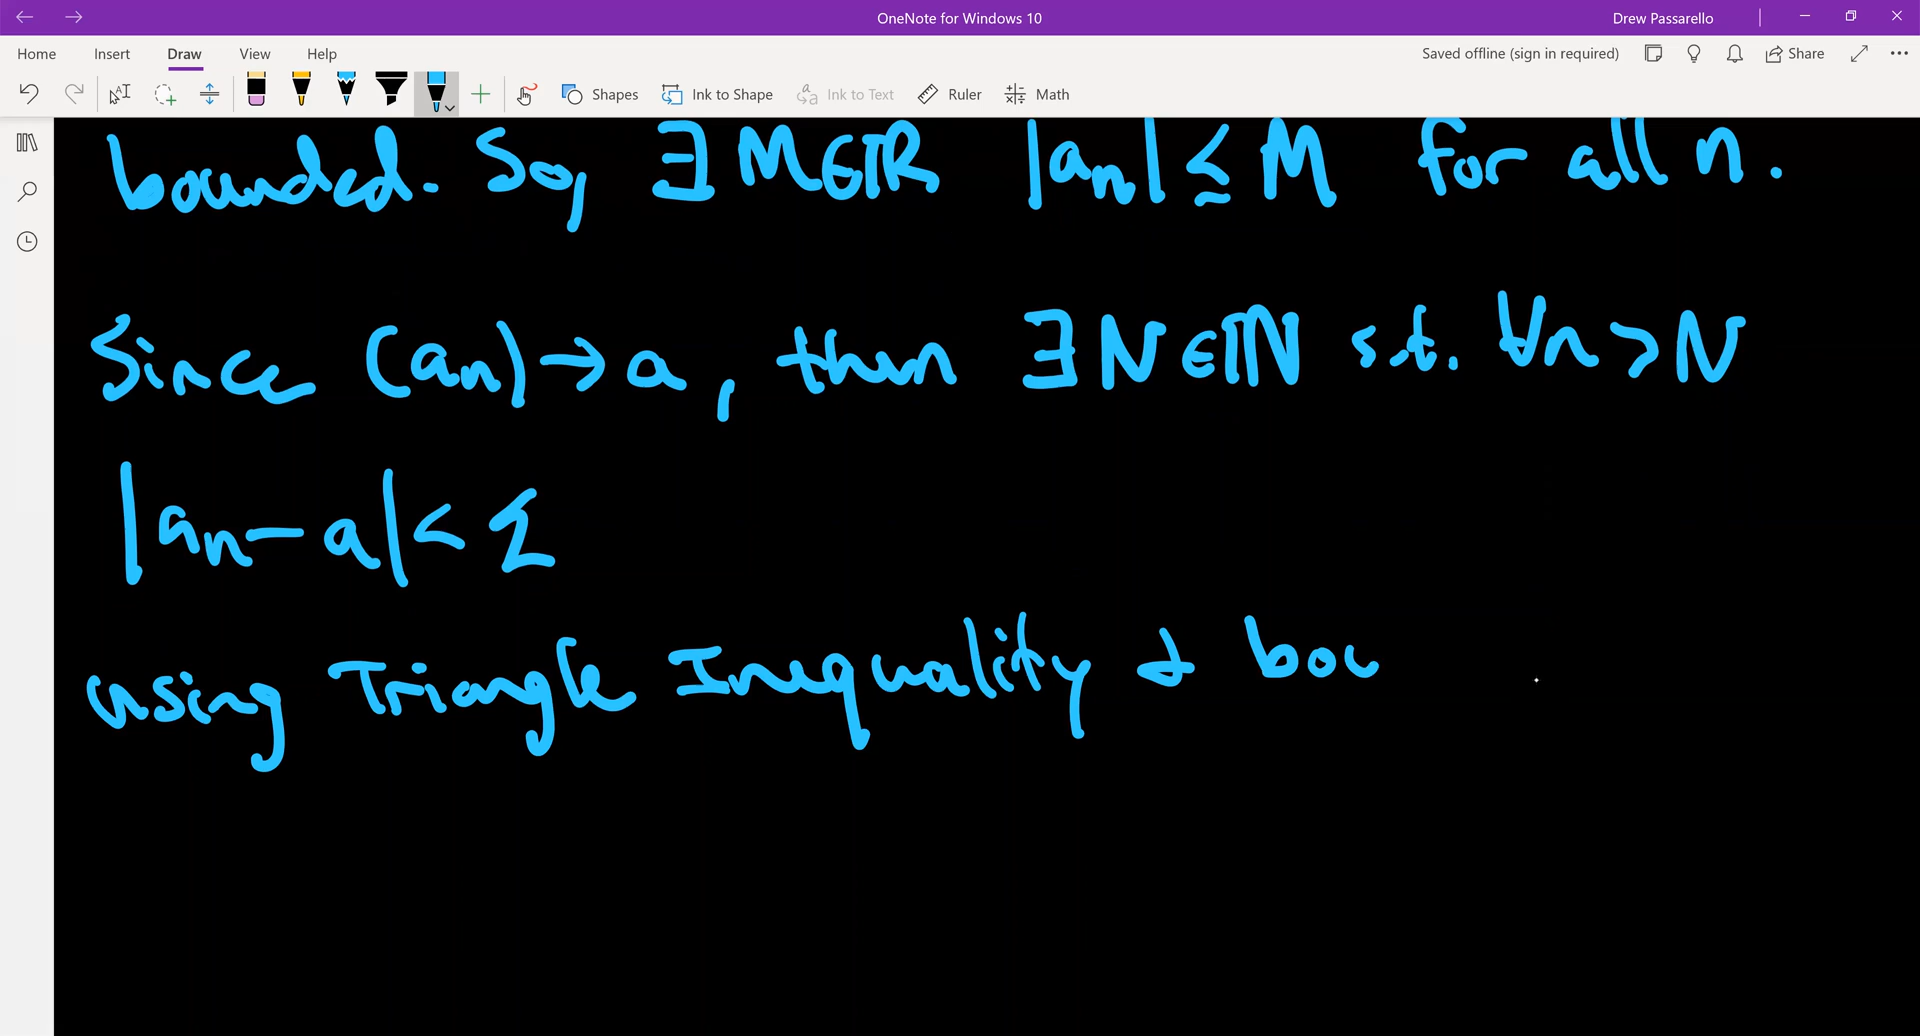 OneNote for Windows 10
Drew Passarello
Home Insert Draw View Help
Saved offline (sign in required) Share
Shapes Ink to Shape Ink to Text Ruler Math
bounded. So, ∃ M∈ℝ |aₙ| ≤ M for all n.
Since (aₙ)→a, then ∃ N∈ℕ s.t. ∀n>N
|aₙ-a|<ε
using Triangle Inequality & bou